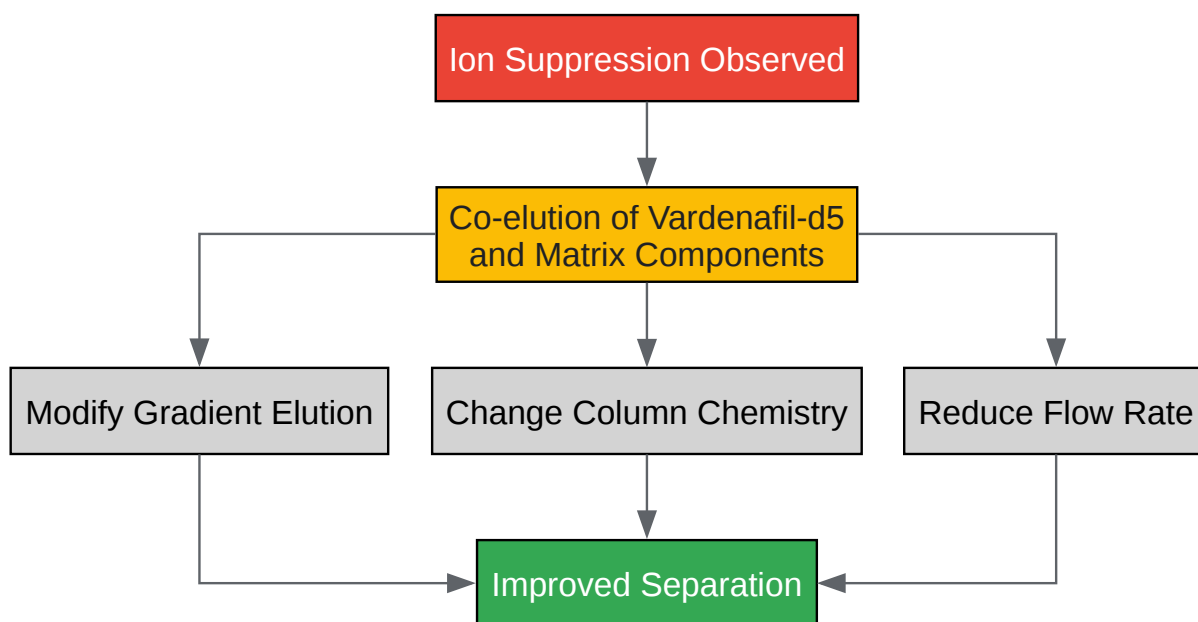 Ion Suppression Observed
Co-elution of Vardenafil-d5
and Matrix Components
Modify Gradient Elution
Change Column Chemistry
Reduce Flow Rate
Improved Separation